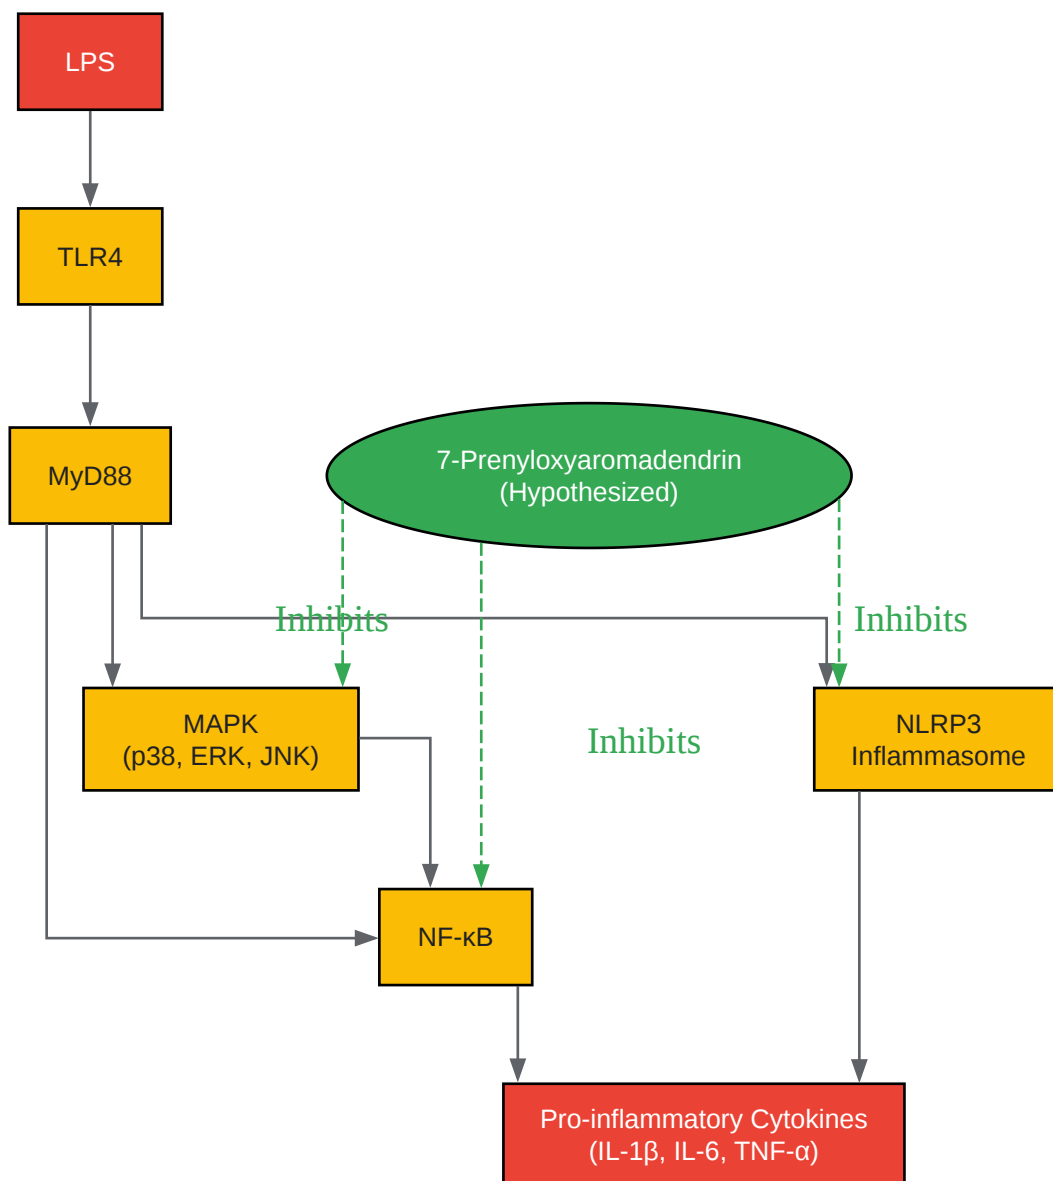 LPS
TLR4
MyD88
7-Prenyloxyaromadendrin
(Hypothesized)
Inhibits
Inhibits
MAPK
(p38, ERK, JNK)
Inhibits
NLRP3
Inflammasome
NF-κB
Pro-inflammatory Cytokines
(IL-1β, IL-6, TNF-α)